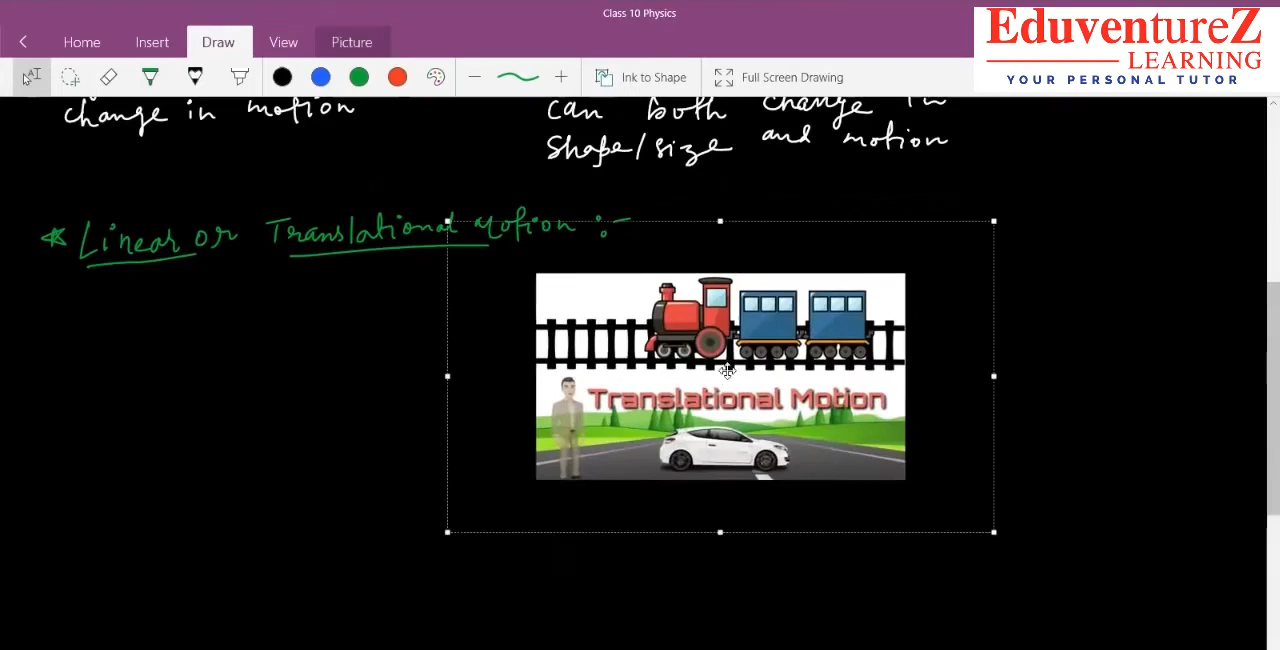 Class 10 Physics
EduventureZ
LEARNING
YOUR PERSONAL TUTOR
Home Insert Draw View Picture
Ink to Shape Full Screen Drawing
change in motion
can both change in
shape/size and motion
* Linear or Translational Motion :-
Translational Motion